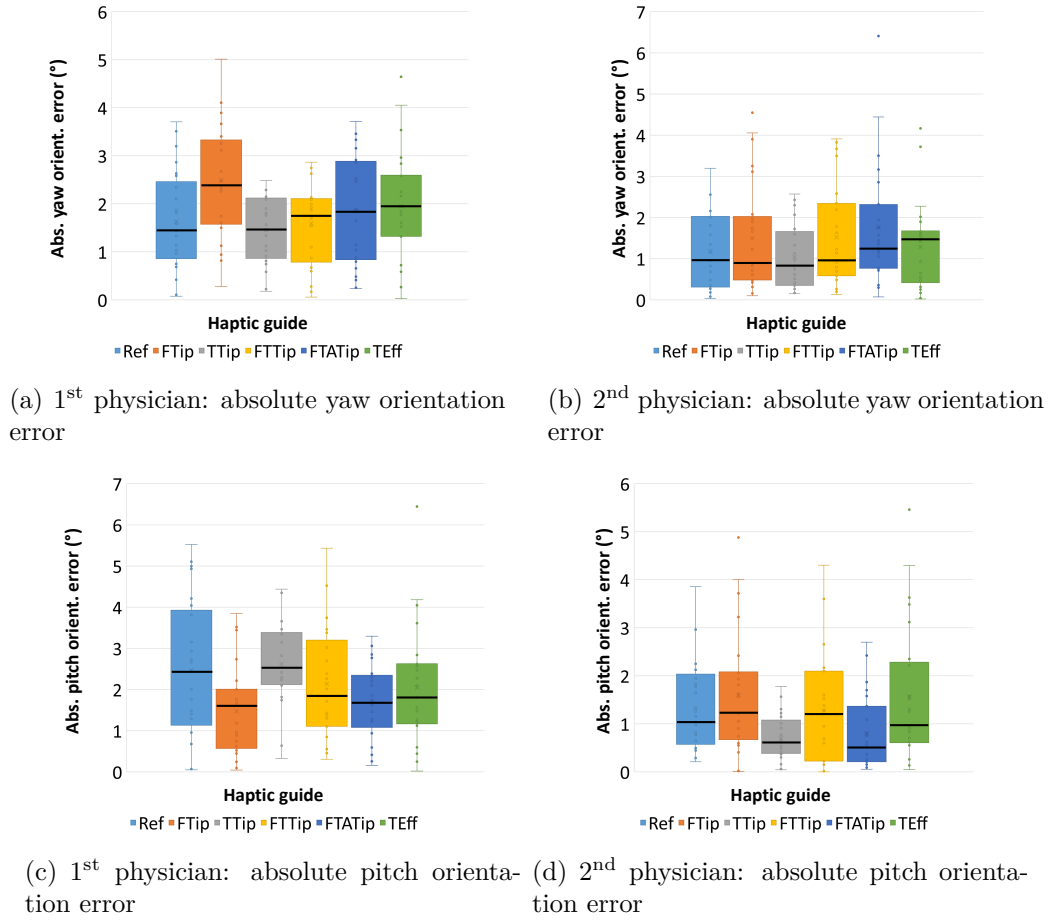 6
5
4
3
2
1
0
Abs. yaw orient. error (°)
Haptic guide
Ref FTip TTip FTTip FTATip TEff
(a) 1st physician: absolute yaw orientation
error
7
6
5
4
3
2
1
0
Abs. yaw orient. error (°)
Haptic guide
Ref FTip TTip FTTip FTATip TEff
(b) 2nd physician: absolute yaw orientation
error
7
6
5
4
3
2
1
0
Abs. pitch orient. error (°)
Haptic guide
Ref FTip TTip FTTip FTATip TEff
(c) 1st physician: absolute pitch orienta-
tion error
6
5
4
3
2
1
0
Abs. pitch orient. error (°)
Haptic guide
Ref FTip TTip FTTip FTATip TEff
(d) 2nd physician: absolute pitch orienta-
tion error